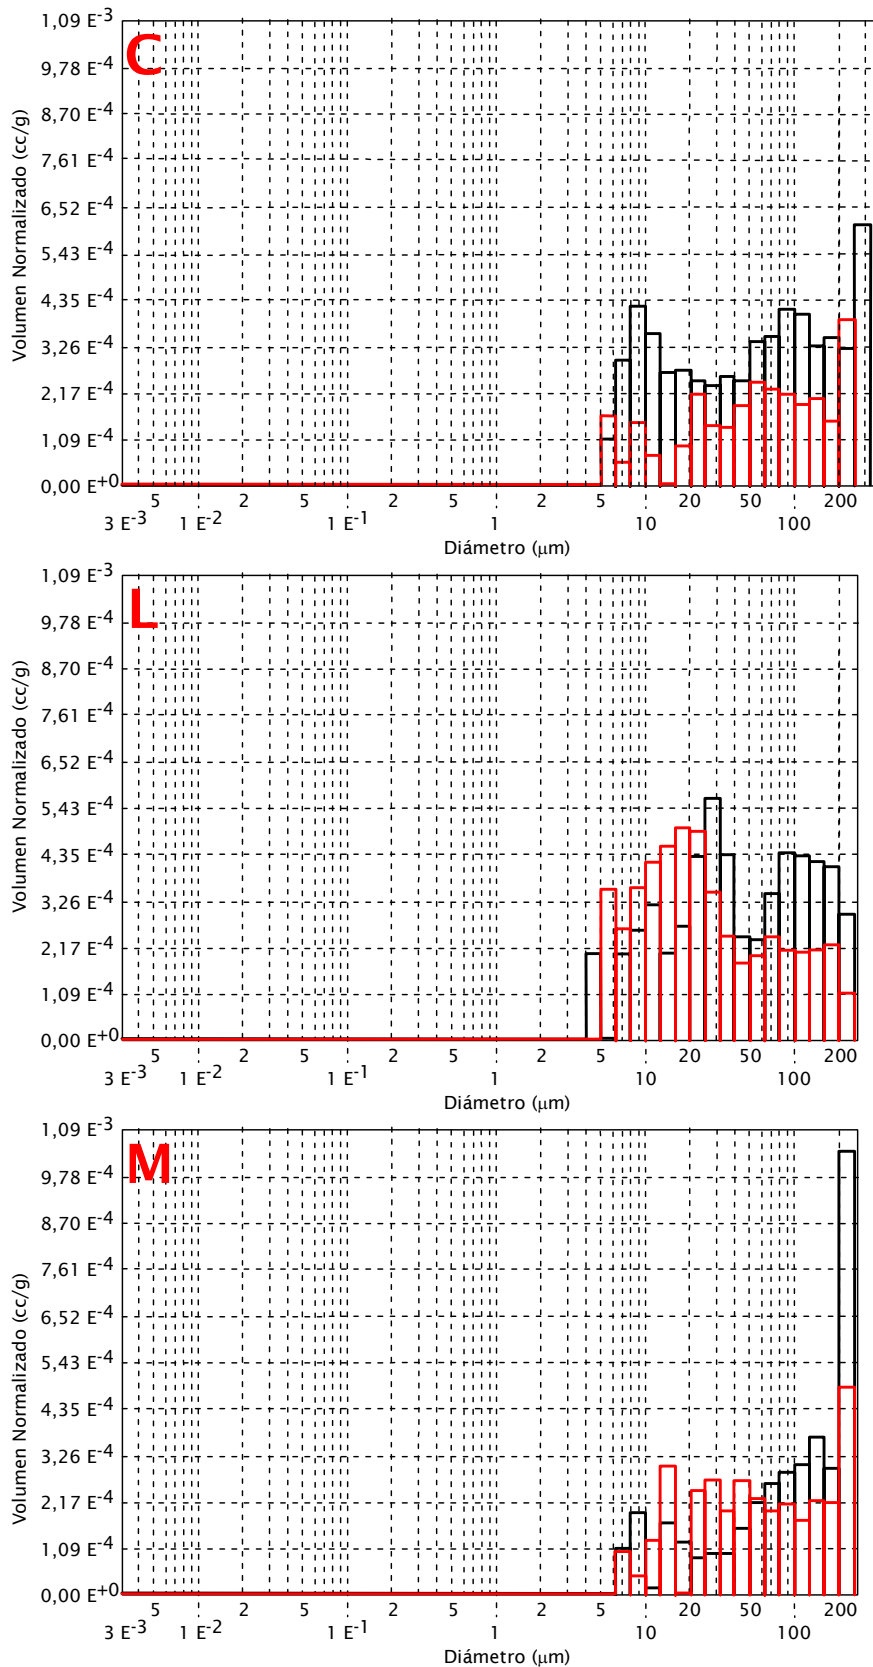 C
Volumen Normalizado (cc/g)
1,09 E-3
9,78 E-4
8,70 E-4
7,61 E-4
6,52 E-4
5,43 E-4
4,35 E-4
3,26 E-4
2,17 E-4
1,09 E-4
0,00 E+0
5 2 5 2 5 2 5 20 50 200
3 E-3 1 E-2 1 E-1 1 10 100
Diámetro (μm)
L
Volumen Normalizado (cc/g)
1,09 E-3
9,78 E-4
8,70 E-4
7,61 E-4
6,52 E-4
5,43 E-4
4,35 E-4
3,26 E-4
2,17 E-4
1,09 E-4
0,00 E+0
5 2 5 2 5 2 5 20 50 200
3 E-3 1 E-2 1 E-1 1 10 100
Diámetro (μm)
M
Volumen Normalizado (cc/g)
1,09 E-3
9,78 E-4
8,70 E-4
7,61 E-4
6,52 E-4
5,43 E-4
4,35 E-4
3,26 E-4
2,17 E-4
1,09 E-4
0,00 E+0
5 2 5 2 5 2 5 20 50 200
3 E-3 1 E-2 1 E-1 1 10 100
Diámetro (μm)